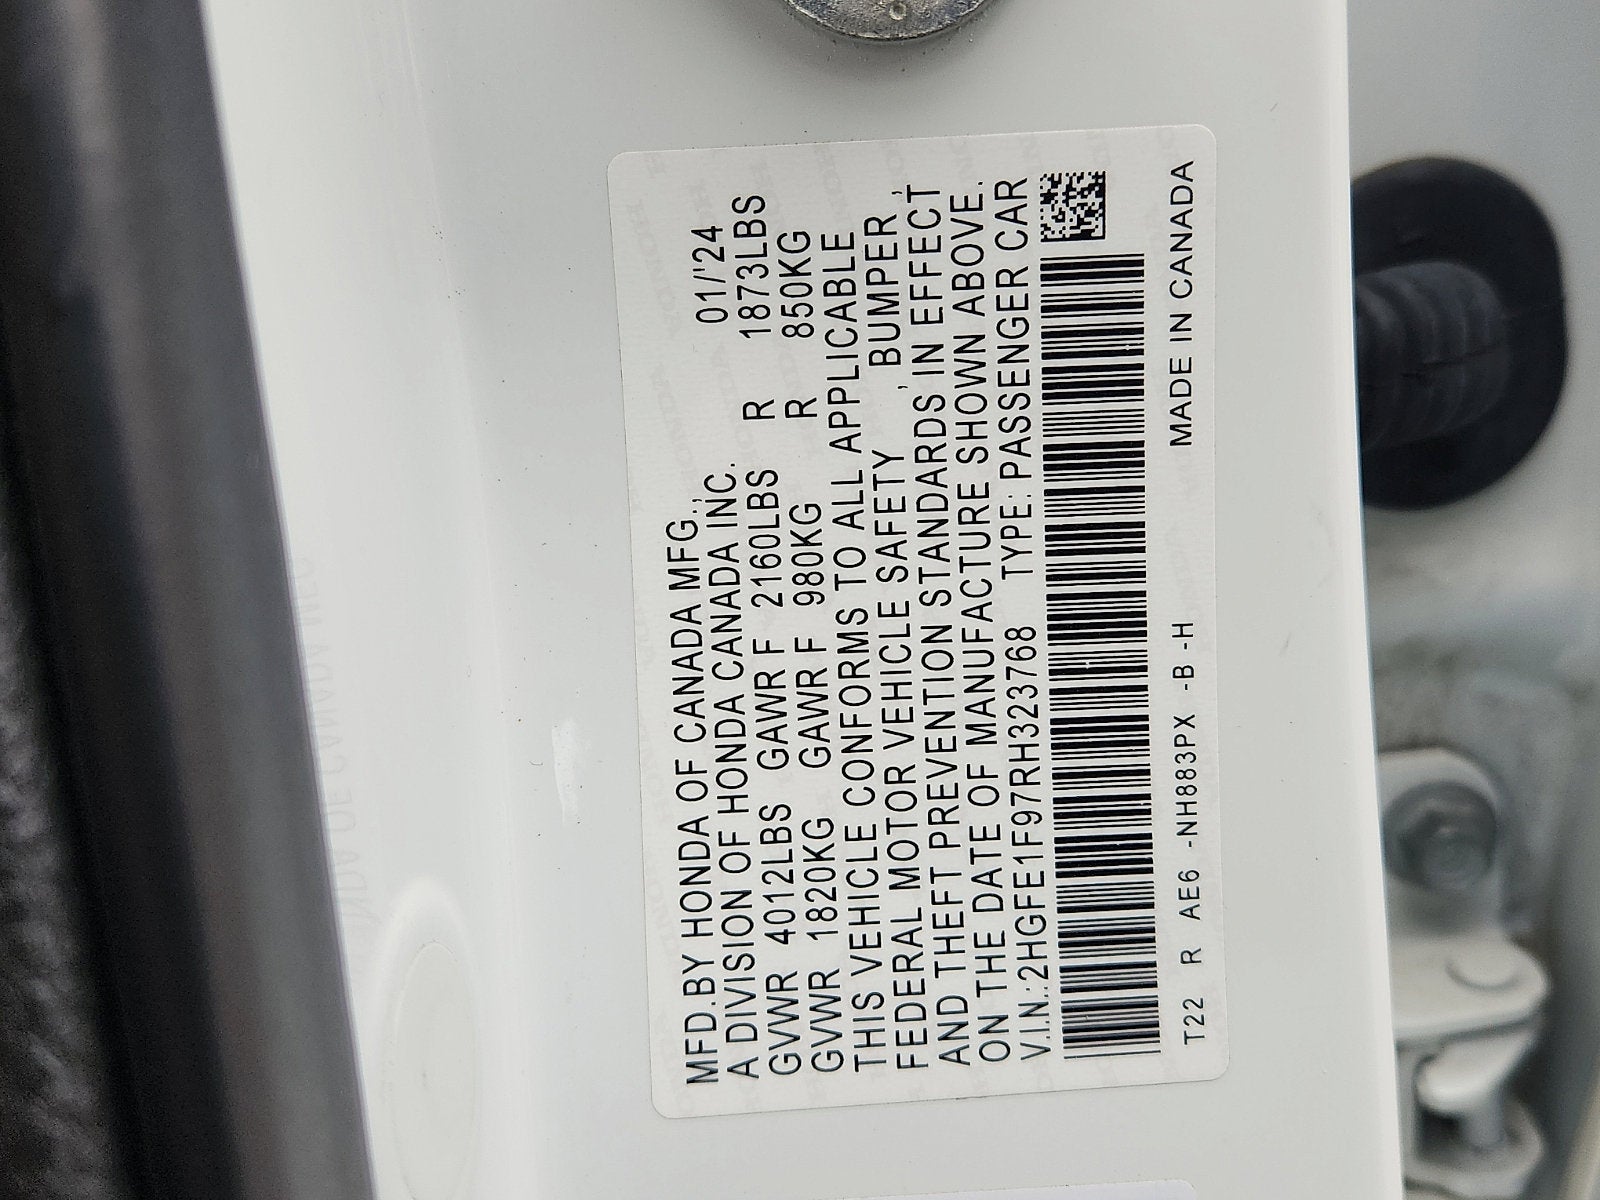 MFD.BY HONDA OF CANADA MFG., 01/'24
A DIVISION OF HONDA CANADA INC.
GVWR 4012LBS GAWR F 2160LBS R 1873LBS
GVWR 1820KG GAWR F 980KG R 850KG
THIS VEHICLE CONFORMS TO ALL APPLICABLE
FEDERAL MOTOR VEHICLE SAFETY , BUMPER ,
AND THEFT PREVENTION STANDARDS IN EFFECT
ON THE DATE OF MANUFACTURE SHOWN ABOVE.
V.I.N.:2HGFE1F97RH323768 TYPE: PASSENGER CAR
T22 R AE6 -NH883PX -B -H MADE IN CANADA